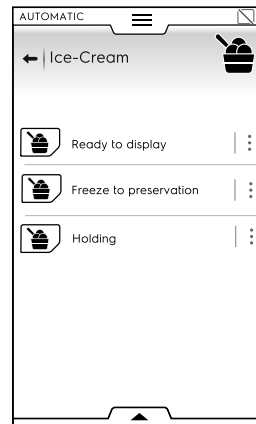 AUTOMATIC
Ice-Cream
Ready to display
Freeze to preservation
Holding